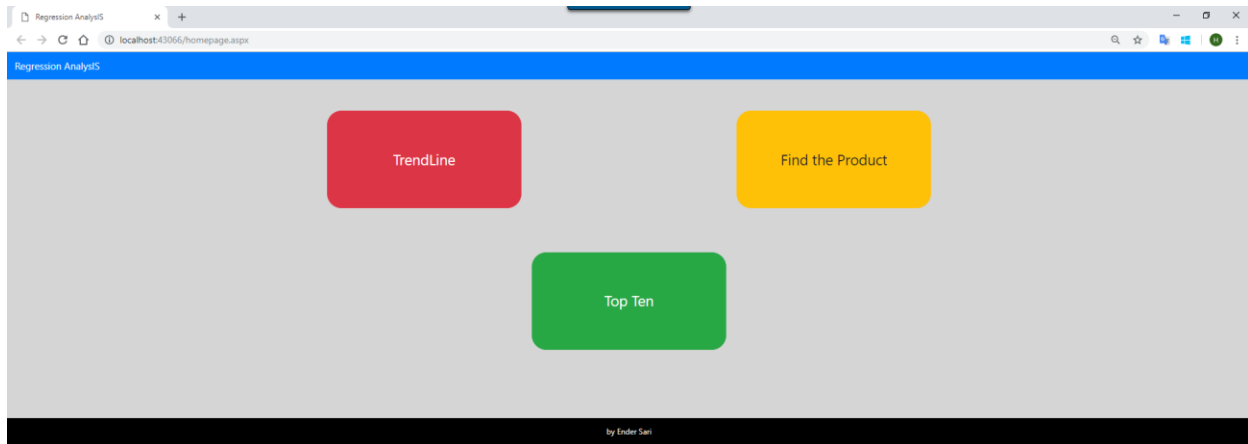 Regression AnalysIS
localhost:43066/homepage.aspx
H
Regression AnalysIS
TrendLine
Find the Product
Top Ten
by Ender Sari